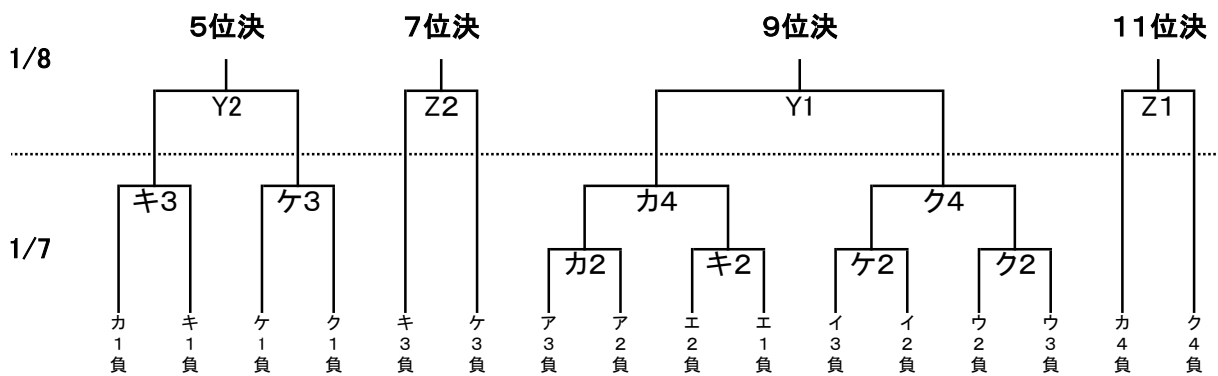 5位決 7位決 9位決 11位決
1/8
Y2 Z2 Y1 Z1
キ3 ケ3 カ4 ク4
1/7
カ2 キ2 ケ2 ク2
カ1負 キ1負 ケ1負 ク1負 キ3負 ケ3負 ア3負 ア2負 エ2負 エ1負 イ3負 イ2負 ウ2負 ウ3負 カ4負 ク4負